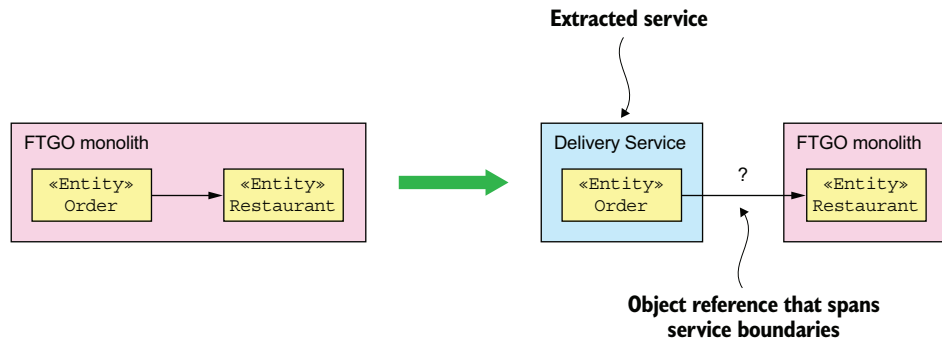 Extracted service
FTGO monolith
«Entity»
Order
«Entity»
Restaurant
Delivery Service
«Entity»
Order
?
FTGO monolith
«Entity»
Restaurant
Object reference that spans
service boundaries